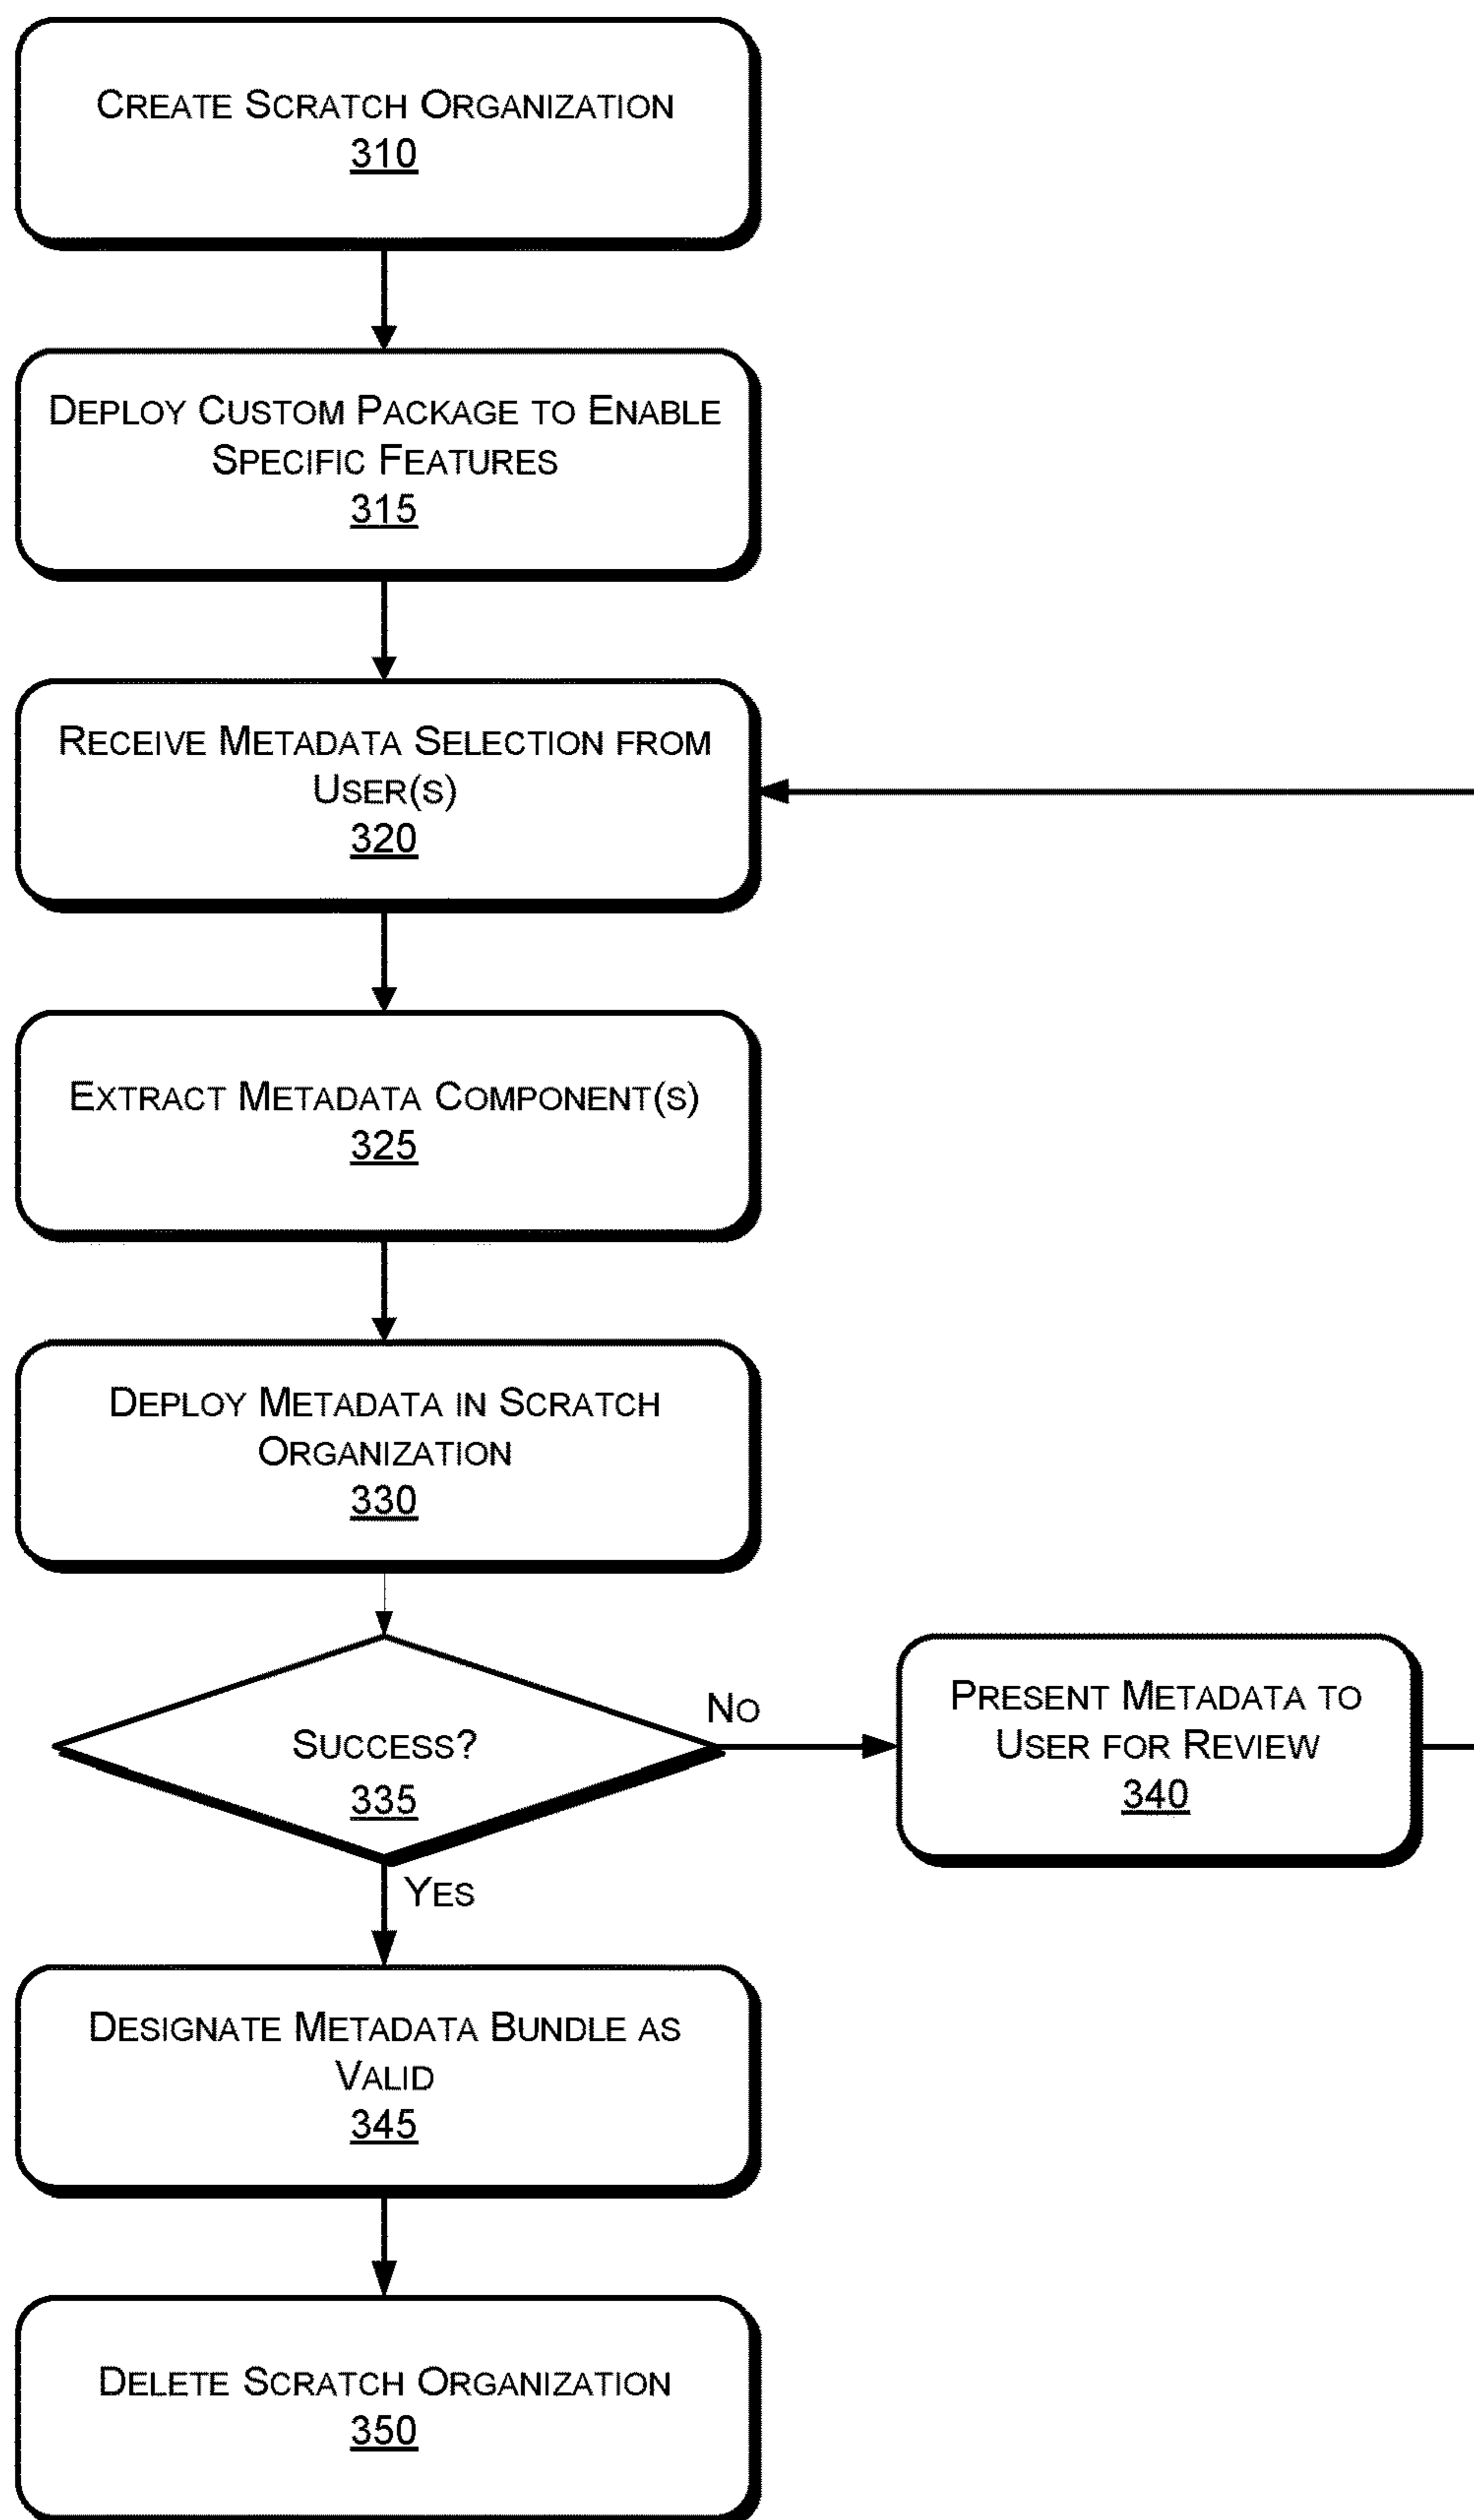 CREATE SCRATCH ORGANIZATION
310
DEPLOY CUSTOM PACKAGE TO ENABLE
SPECIFIC FEATURES
315
RECEIVE METADATA SELECTION FROM
USER(S)
320
EXTRACT METADATA COMPONENT(S)
325
DEPLOY METADATA IN SCRATCH
ORGANIZATION
330
SUCCESS?
335
NO
PRESENT METADATA TO
USER FOR REVIEW
340
YES
DESIGNATE METADATA BUNDLE AS
VALID
345
DELETE SCRATCH ORGANIZATION
350